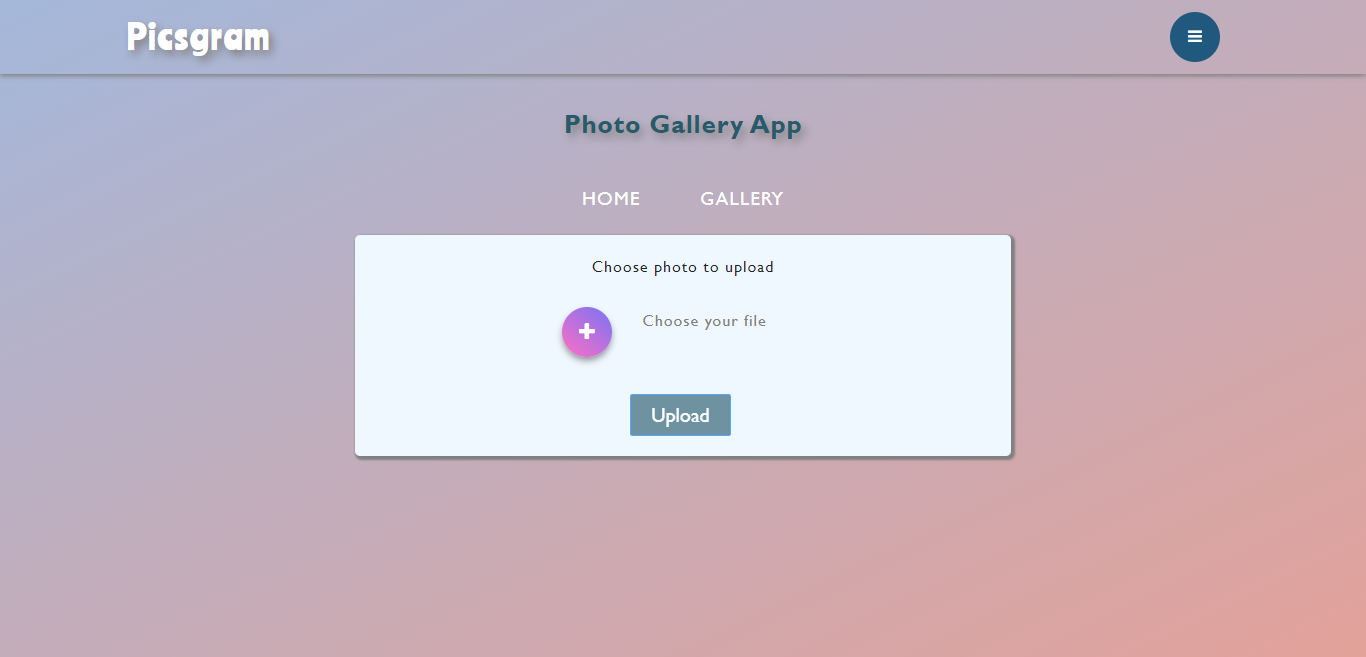 Picsgram
Photo Gallery App
HOME GALLERY
Choose photo to upload
Choose your file
Upload